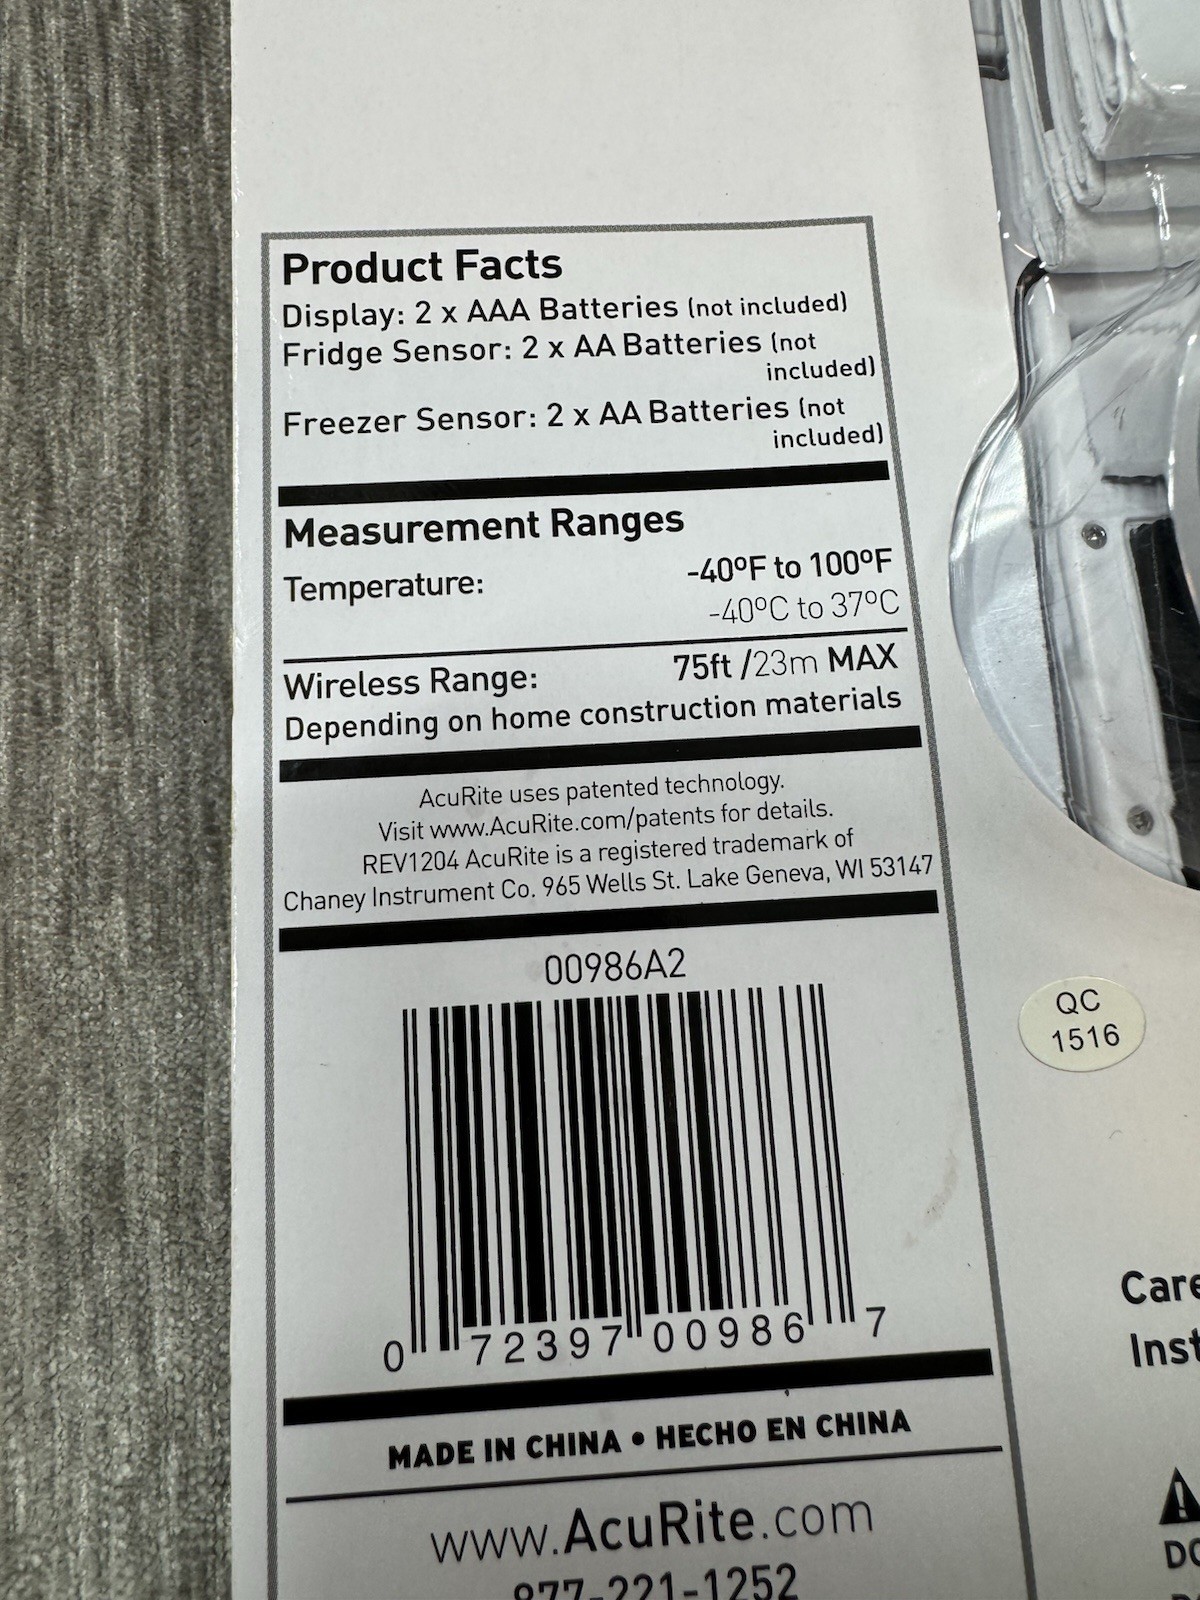 Product Facts
Display: 2 x AAA Batteries (not included)
Fridge Sensor: 2 x AA Batteries (not
included)
Freezer Sensor: 2 x AA Batteries (not
included)
Measurement Ranges
Temperature: -40ºF to 100ºF
-40ºC to 37ºC
Wireless Range: 75ft /23m MAX
Depending on home construction materials
AcuRite uses patented technology.
Visit www.AcuRite.com/patents for details.
REV1204 AcuRite is a registered trademark of
Chaney Instrument Co. 965 Wells St. Lake Geneva, WI 53147
00986A2
0 72397 00986 7
MADE IN CHINA • HECHO EN CHINA
www.AcuRite.com
877-221-1252
QC
1516
Care
Inst
DO